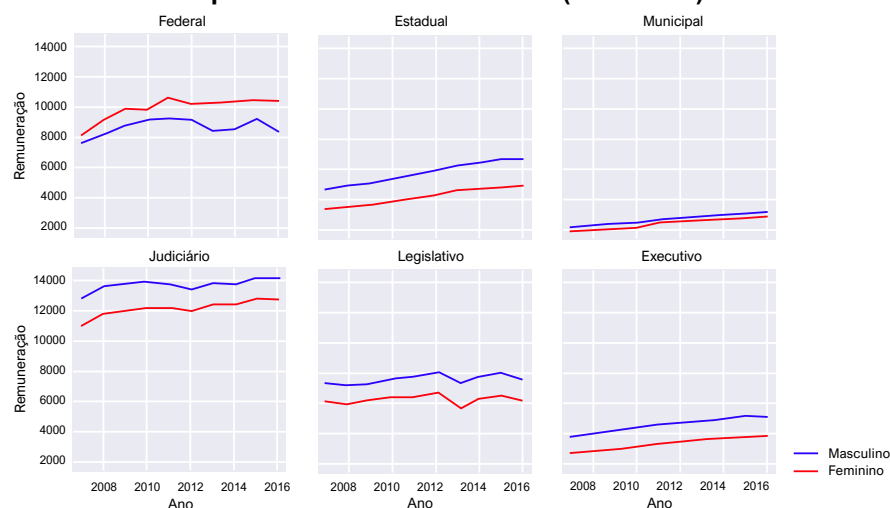 Federal
Estadual
Municipal
14000
12000
10000
8000
6000
4000
2000
Remuneração
Judiciário
Legislativo
Executivo
14000
12000
10000
8000
6000
4000
2000
Remuneração
2008 2010 2012 2014 2016
2008 2010 2012 2014 2016
2008 2010 2012 2014 2016
Ano
Ano
Ano
Masculino
Feminino